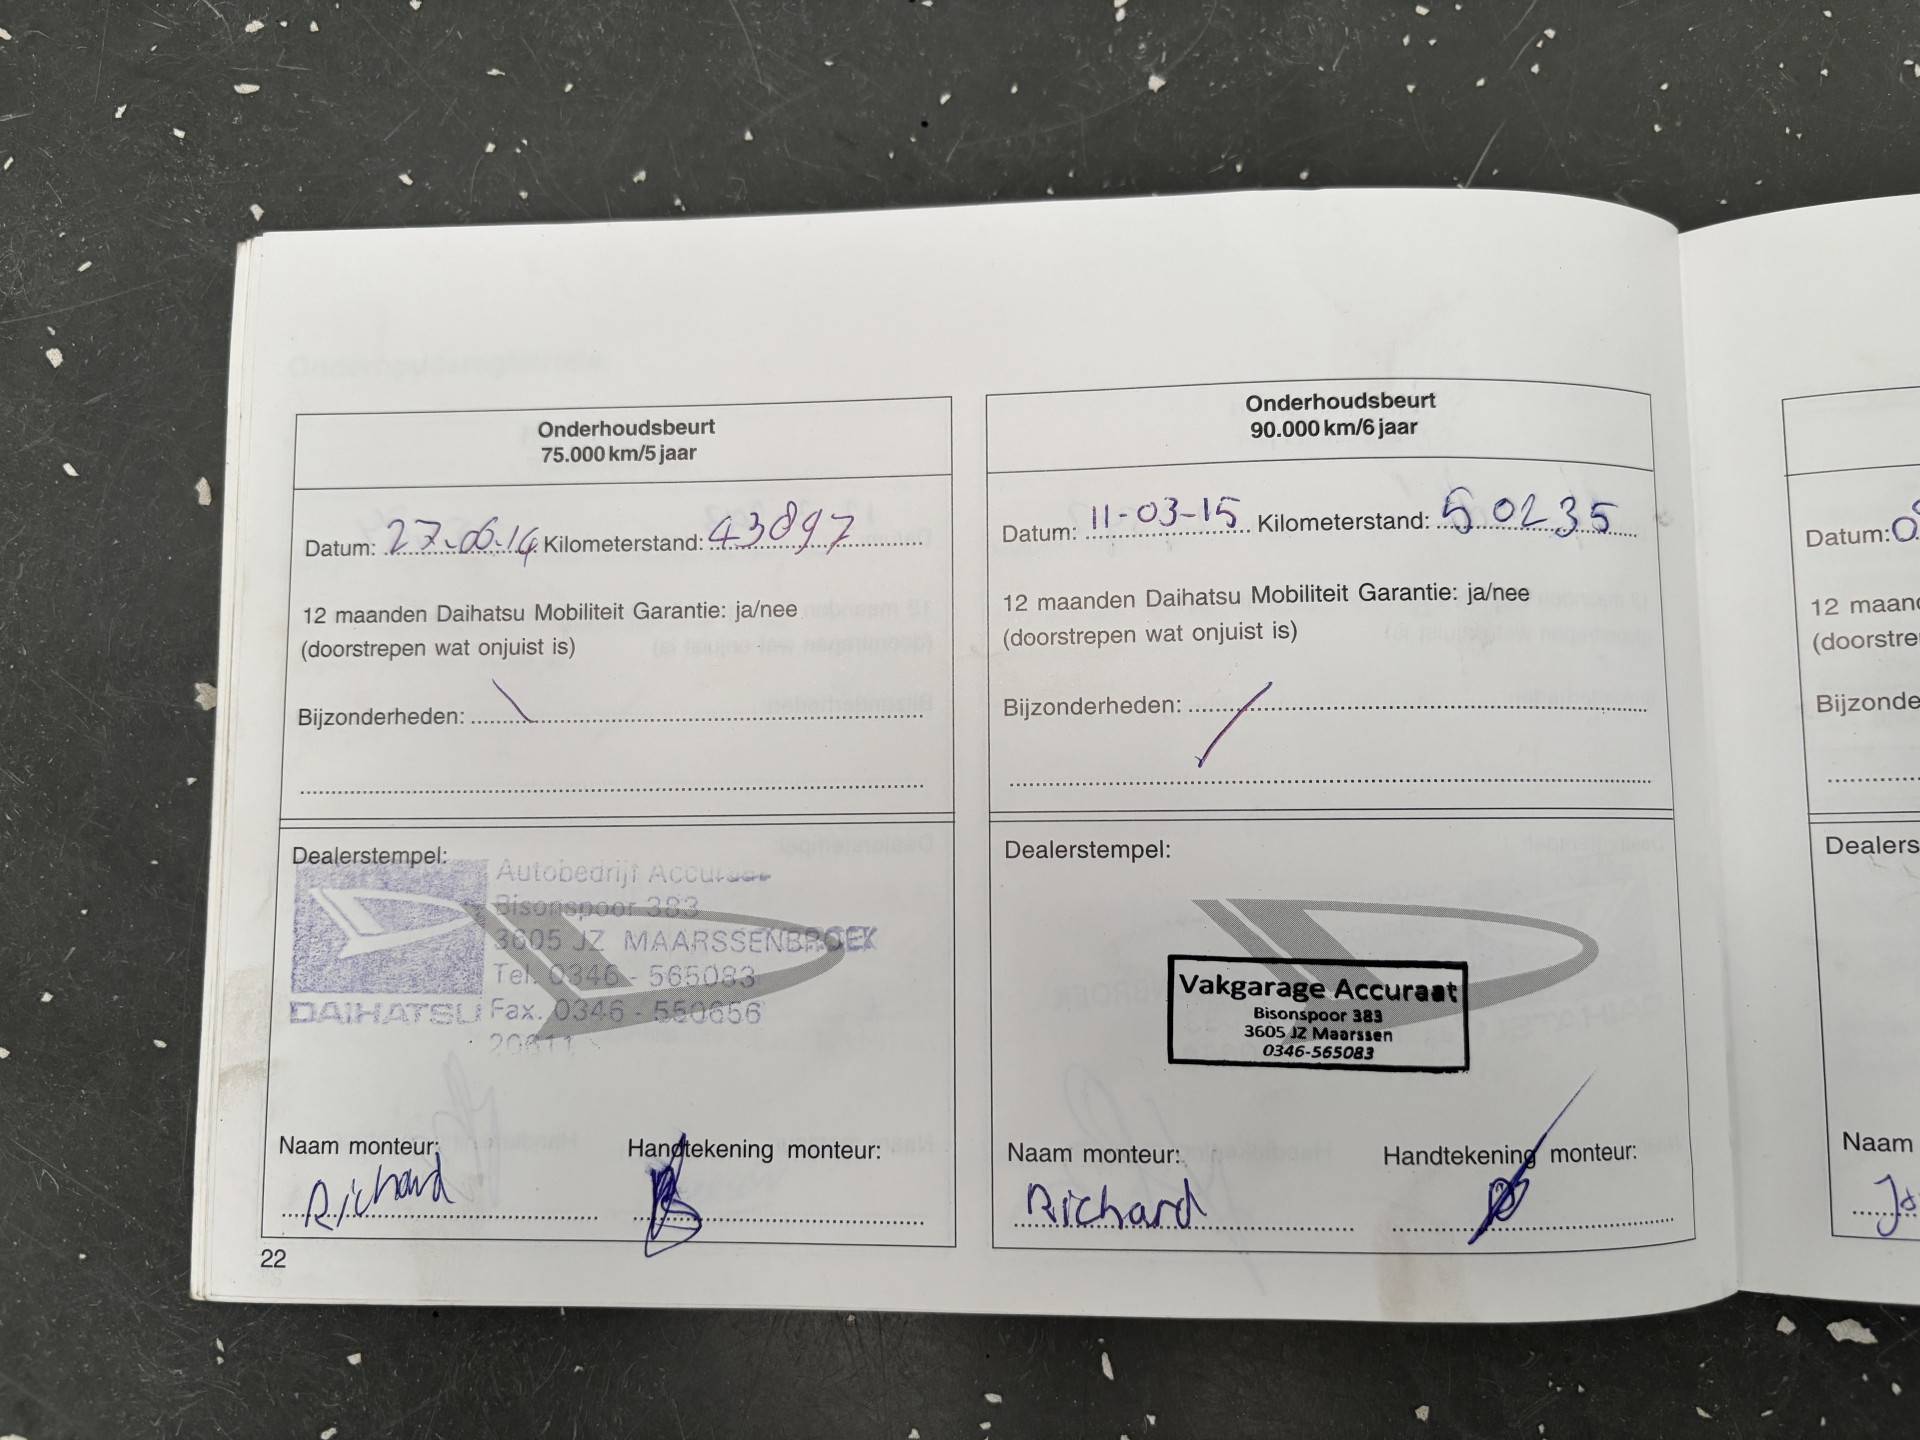 Onderhoudsbeurt
75.000 km/5 jaar
Datum: 27-06-14 Kilometerstand: 43897
12 maanden Daihatsu Mobiliteit Garantie: ja/nee
(doorstrepen wat onjuist is)
Bijzonderheden:
Dealerstempel:
Autobedrijf Accuraat
Bisonspoor 383
3605 JZ MAARSSENBROEK
Tel. 0346 - 565083
DAIHATSU Fax. 0346 - 550656
20611
Naam monteur: Handtekening monteur:
Richard
22
Onderhoudsbeurt
90.000 km/6 jaar
Datum: 11-03-15 Kilometerstand: 50235
12 maanden Daihatsu Mobiliteit Garantie: ja/nee
(doorstrepen wat onjuist is)
Bijzonderheden:
Dealerstempel:
Vakgarage Accuraat
Bisonspoor 383
3605 JZ Maarssen
0346-565083
Naam monteur: Handtekening monteur:
Richard
Datum:
12 maan
(doorstre
Bijzonde
Dealers
Naam